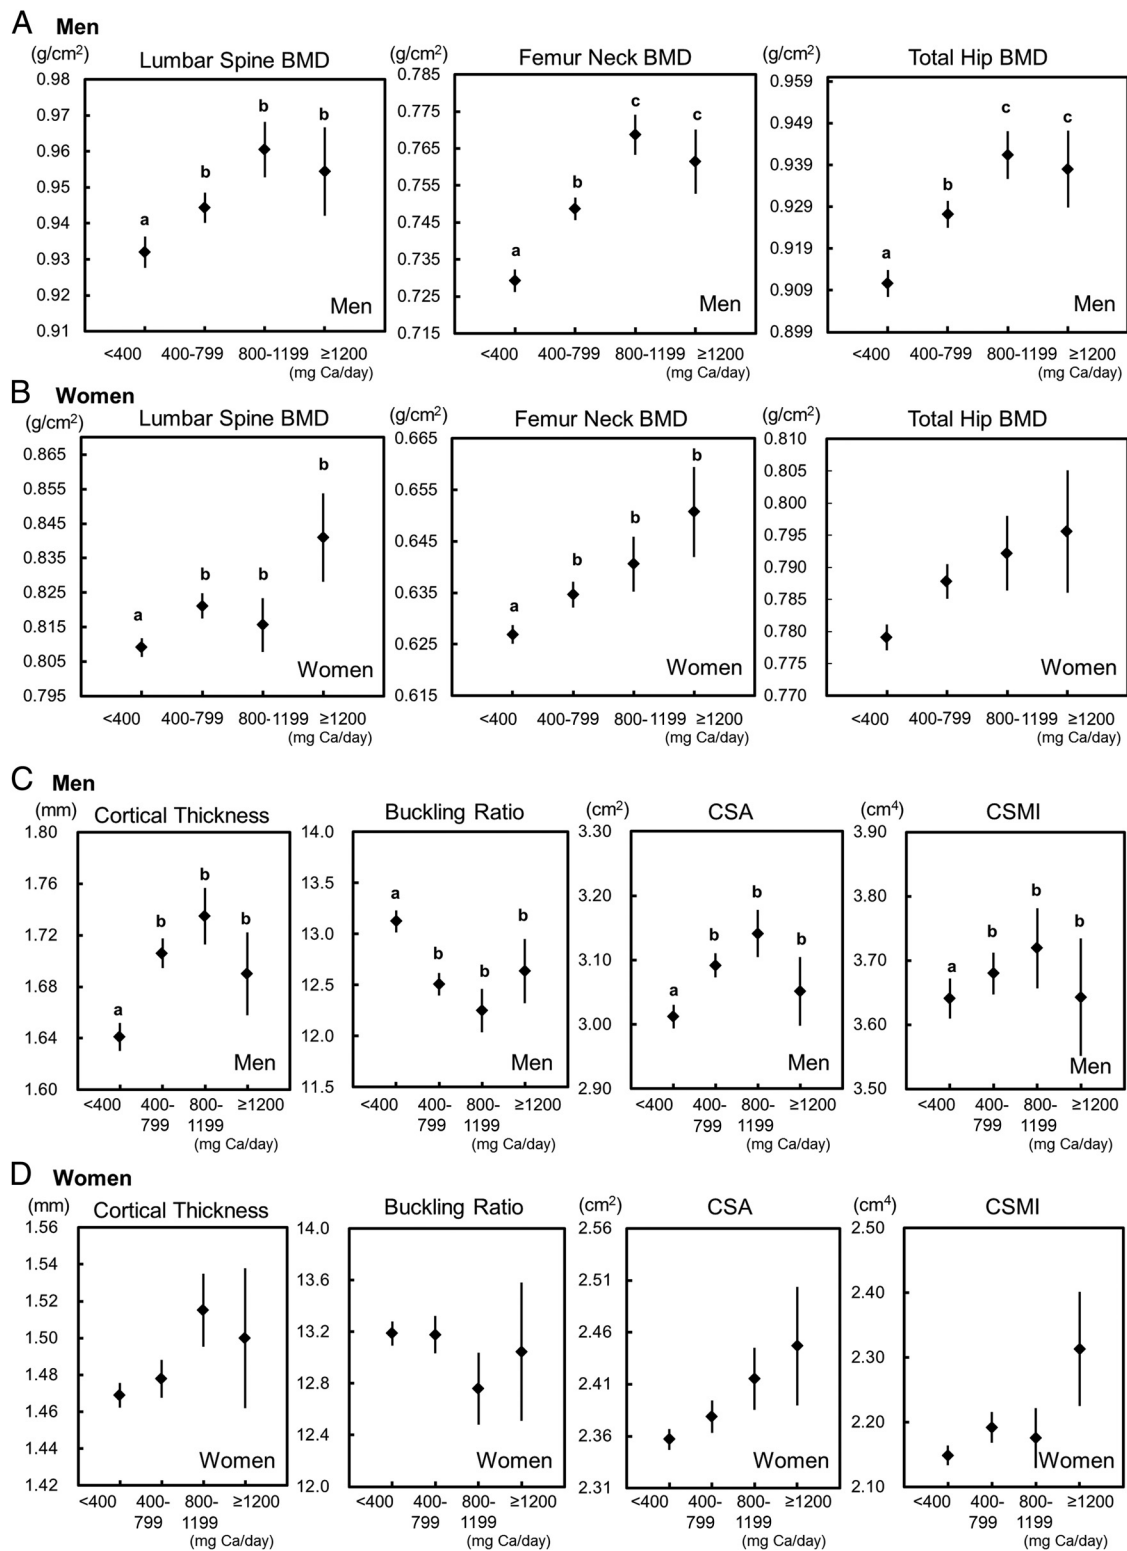 A Men
(g/cm²) Lumbar Spine BMD (g/cm²) Femur Neck BMD (g/cm²) Total Hip BMD
0.98
0.97
0.96
0.95
0.94
0.93
0.92
0.91
a b b b
Men
<400 400-799 800-1199 ≥1200
(mg Ca/day)
0.785
0.775
0.765
0.755
0.745
0.735
0.725
0.715
a b c c
Men
<400 400-799 800-1199 ≥1200
(mg Ca/day)
0.959
0.949
0.939
0.929
0.919
0.909
0.899
a b c c
Men
<400 400-799 800-1199 ≥1200
(mg Ca/day)
B Women
(g/cm²) Lumbar Spine BMD (g/cm²) Femur Neck BMD (g/cm²) Total Hip BMD
0.865
0.855
0.845
0.835
0.825
0.815
0.805
0.795
a b b b
Women
<400 400-799 800-1199 ≥1200
(mg Ca/day)
0.665
0.655
0.645
0.635
0.625
0.615
a b b b
Women
<400 400-799 800-1199 ≥1200
(mg Ca/day)
0.810
0.805
0.800
0.795
0.790
0.785
0.780
0.775
0.770
Women
<400 400-799 800-1199 ≥1200
(mg Ca/day)
C Men
(mm) Cortical Thickness Buckling Ratio (cm²) CSA (cm⁴) CSMI
1.80
1.76
1.72
1.68
1.64
1.60
a b b b
Men
<400 400- 800- ≥1200
799 1199
(mg Ca/day)
14.0
13.5
13.0
12.5
12.0
11.5
a b b b
Men
<400 400- 800- ≥1200
799 1199
(mg Ca/day)
3.30
3.20
3.10
3.00
2.90
a b b b
Men
<400 400- 800- ≥1200
799 1199
(mg Ca/day)
3.90
3.80
3.70
3.60
3.50
a b b b
Men
<400 400- 800- ≥1200
799 1199
(mg Ca/day)
D Women
(mm) Cortical Thickness Buckling Ratio (cm²) CSA (cm⁴) CSMI
1.56
1.54
1.52
1.50
1.48
1.46
1.44
1.42
Women
<400 400- 800- ≥1200
799 1199
(mg Ca/day)
14.0
13.6
13.2
12.8
12.4
12.0
Women
<400 400- 800- ≥1200
799 1199
(mg Ca/day)
2.56
2.51
2.46
2.41
2.36
2.31
Women
<400 400- 800- ≥1200
799 1199
(mg Ca/day)
2.50
2.40
2.30
2.20
2.10
Women
<400 400- 800- ≥1200
799 1199
(mg Ca/day)